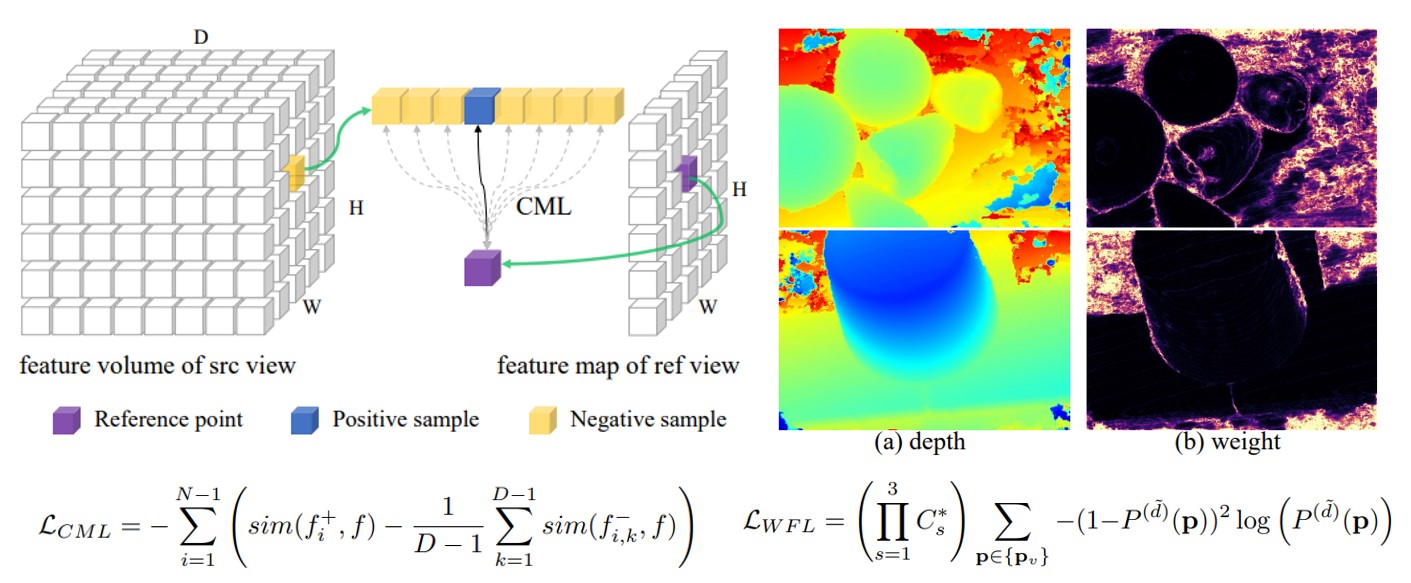 D
CML
H
H
W
W
feature volume of src view
feature map of ref view
Reference point
Positive sample
Negative sample
(a) depth
(b) weight
$\mathcal{L}_{CML} = -\sum_{i=1}^{N-1}\left(sim(f_i^+, f) - \frac{1}{D-1}\sum_{k=1}^{D-1} sim(f_{i,k}^-, f)\right)$
$\mathcal{L}_{WFL} = \left(\prod_{s=1}^{3} C_s^*\right) \sum_{\mathbf{p}\in\{\mathbf{p}_v\}} -(1-P^{(\tilde{d})}(\mathbf{p}))^2 \log\left(P^{(\tilde{d})}(\mathbf{p})\right)$